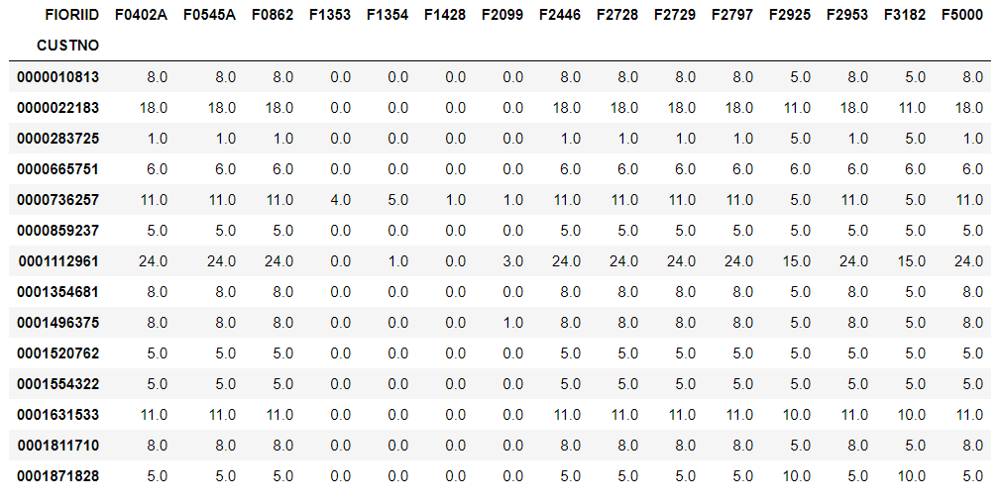 FIORIID F0402A F0545A F0862 F1353 F1354 F1428 F2099 F2446 F2728 F2729 F2797 F2925 F2953 F3182 F5000
CUSTNO
0000010813 8.0 8.0 8.0 0.0 0.0 0.0 0.0 8.0 8.0 8.0 8.0 5.0 8.0 5.0 8.0
0000022183 18.0 18.0 18.0 0.0 0.0 0.0 0.0 18.0 18.0 18.0 18.0 11.0 18.0 11.0 18.0
0000283725 1.0 1.0 1.0 0.0 0.0 0.0 0.0 1.0 1.0 1.0 1.0 5.0 1.0 5.0 1.0
0000665751 6.0 6.0 6.0 0.0 0.0 0.0 0.0 6.0 6.0 6.0 6.0 6.0 6.0 6.0 6.0
0000736257 11.0 11.0 11.0 4.0 5.0 1.0 1.0 11.0 11.0 11.0 11.0 5.0 11.0 5.0 11.0
0000859237 5.0 5.0 5.0 0.0 0.0 0.0 0.0 5.0 5.0 5.0 5.0 5.0 5.0 5.0 5.0
0001112961 24.0 24.0 24.0 0.0 1.0 0.0 3.0 24.0 24.0 24.0 24.0 15.0 24.0 15.0 24.0
0001354681 8.0 8.0 8.0 0.0 0.0 0.0 0.0 8.0 8.0 8.0 8.0 5.0 8.0 5.0 8.0
0001496375 8.0 8.0 8.0 0.0 0.0 0.0 1.0 8.0 8.0 8.0 8.0 5.0 8.0 5.0 8.0
0001520762 5.0 5.0 5.0 0.0 0.0 0.0 0.0 5.0 5.0 5.0 5.0 5.0 5.0 5.0 5.0
0001554322 5.0 5.0 5.0 0.0 0.0 0.0 0.0 5.0 5.0 5.0 5.0 5.0 5.0 5.0 5.0
0001631533 11.0 11.0 11.0 0.0 0.0 0.0 0.0 11.0 11.0 11.0 11.0 10.0 11.0 10.0 11.0
0001811710 8.0 8.0 8.0 0.0 0.0 0.0 0.0 8.0 8.0 8.0 8.0 5.0 8.0 5.0 8.0
0001871828 5.0 5.0 5.0 0.0 0.0 0.0 0.0 5.0 5.0 5.0 5.0 10.0 5.0 10.0 5.0